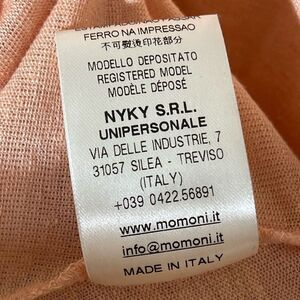 FERRO NA IMPRESSAO
不可熨烫印花部分
MODELLO DEPOSITATO
REGISTERED MODEL
MODÈLE DÉPOSÉ
NYKY S.R.L.
UNIPERSONALE
VIA DELLE INDUSTRIE, 7
31057 SILEA - TREVISO
(ITALY)
+039 0422.56891
www.momoni.it
info@momoni.it
MADE IN ITALY